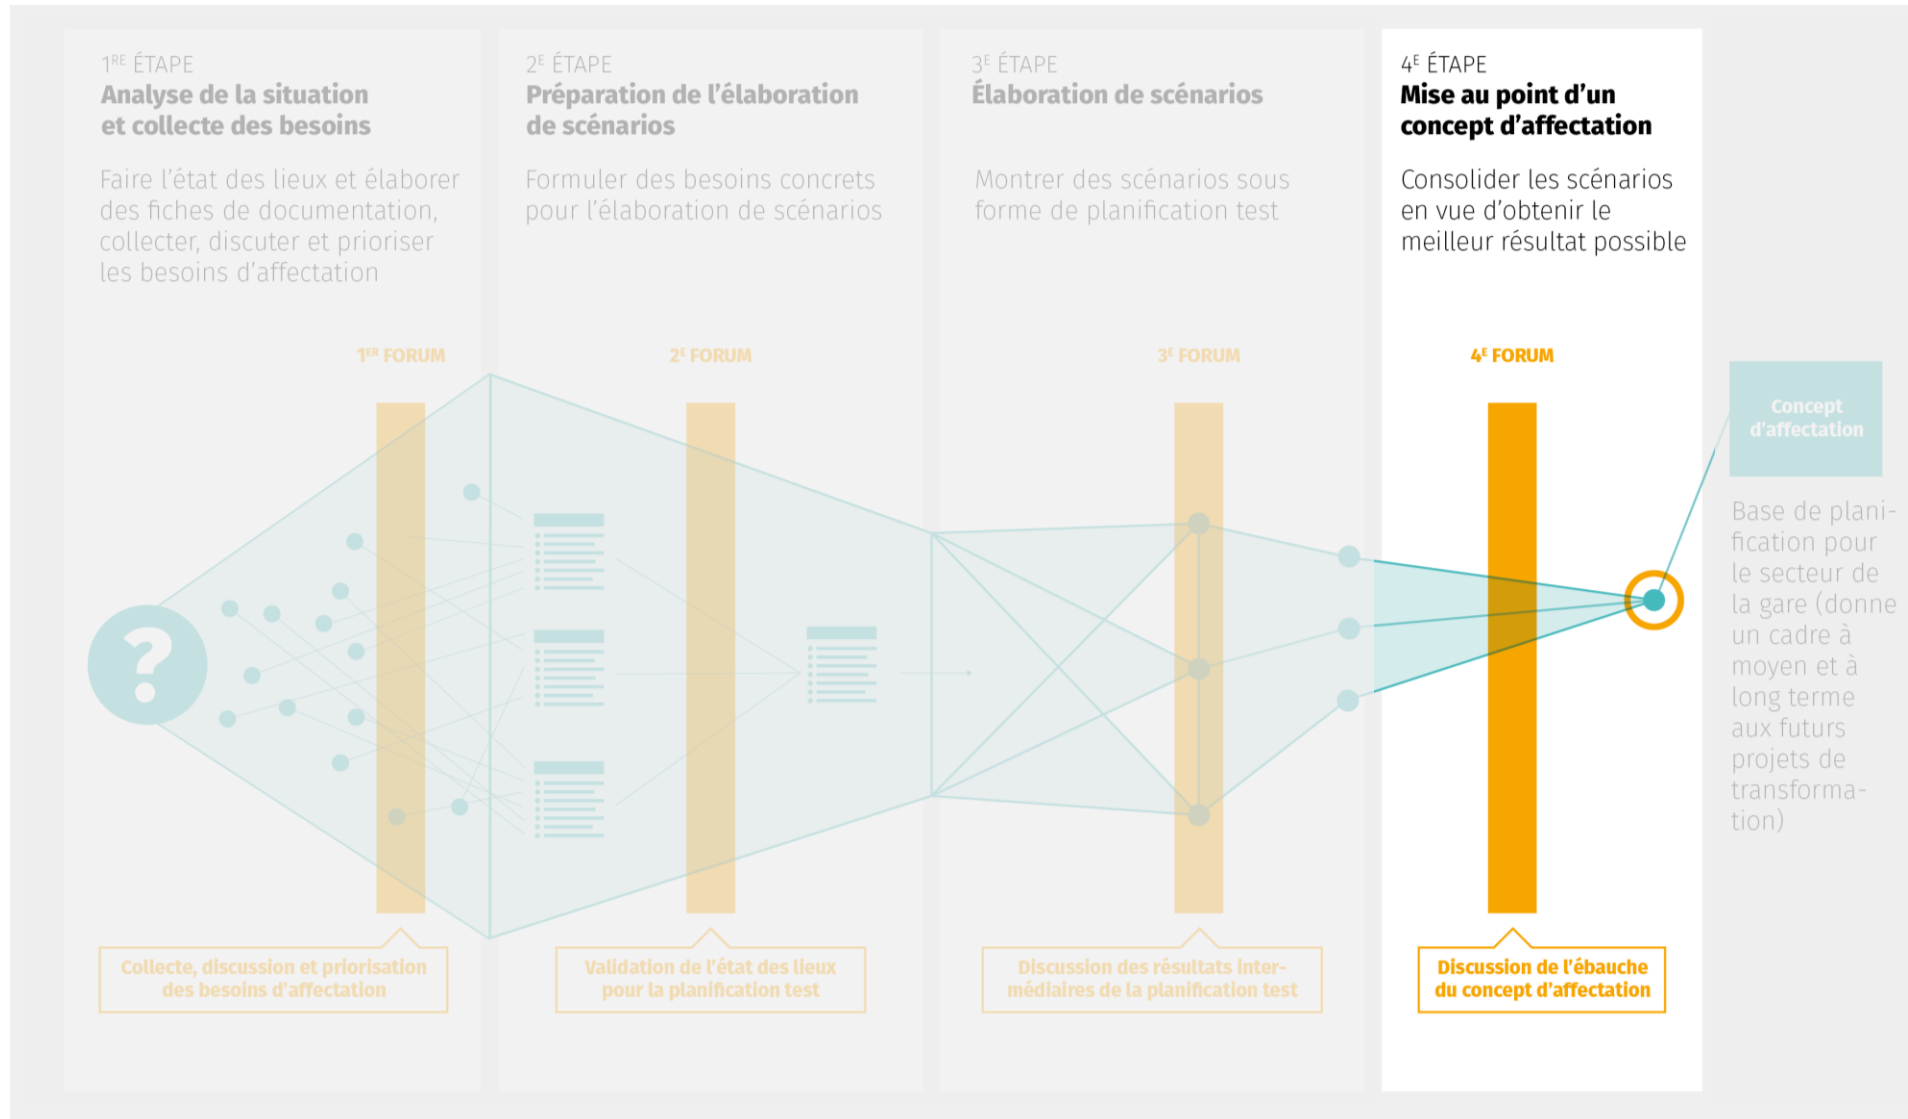 1RE ÉTAPE
Analyse de la situation
et collecte des besoins
Faire l'état des lieux et élaborer
des fiches de documentation,
collecter, discuter et prioriser
les besoins d'affectation
1ER FORUM
Collecte, discussion et priorisation
des besoins d'affectation
2E ÉTAPE
Préparation de l'élaboration
de scénarios
Formuler des besoins concrets
pour l'élaboration de scénarios
2E FORUM
Validation de l'état des lieux
pour la planification test
3E ÉTAPE
Élaboration de scénarios
Montrer des scénarios sous
forme de planification test
3E FORUM
Discussion des résultats inter-
médiaires de la planification test
4E ÉTAPE
Mise au point d'un
concept d'affectation
Consolider les scénarios
en vue d'obtenir le
meilleur résultat possible
4E FORUM
Discussion de l'ébauche
du concept d'affectation
Concept
d'affectation
Base de plani-
fication pour
le secteur de
la gare (donne
un cadre à
moyen et à
long terme
aux futurs
projets de
transforma-
tion)
?